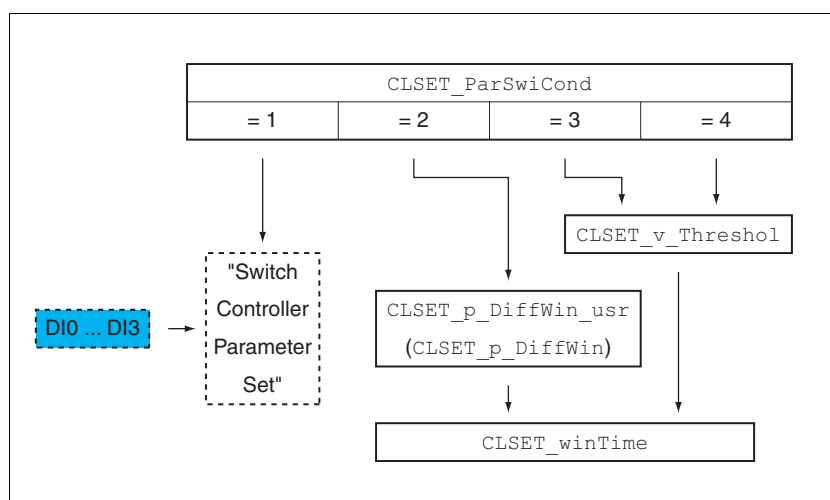 CLSET_ParSwiCond
= 1 = 2 = 3 = 4
CLSET_v_Threshol
"Switch
Controller
Parameter
Set"
DI0 ... DI3
CLSET_p_DiffWin_usr
(CLSET_p_DiffWin)
CLSET_winTime